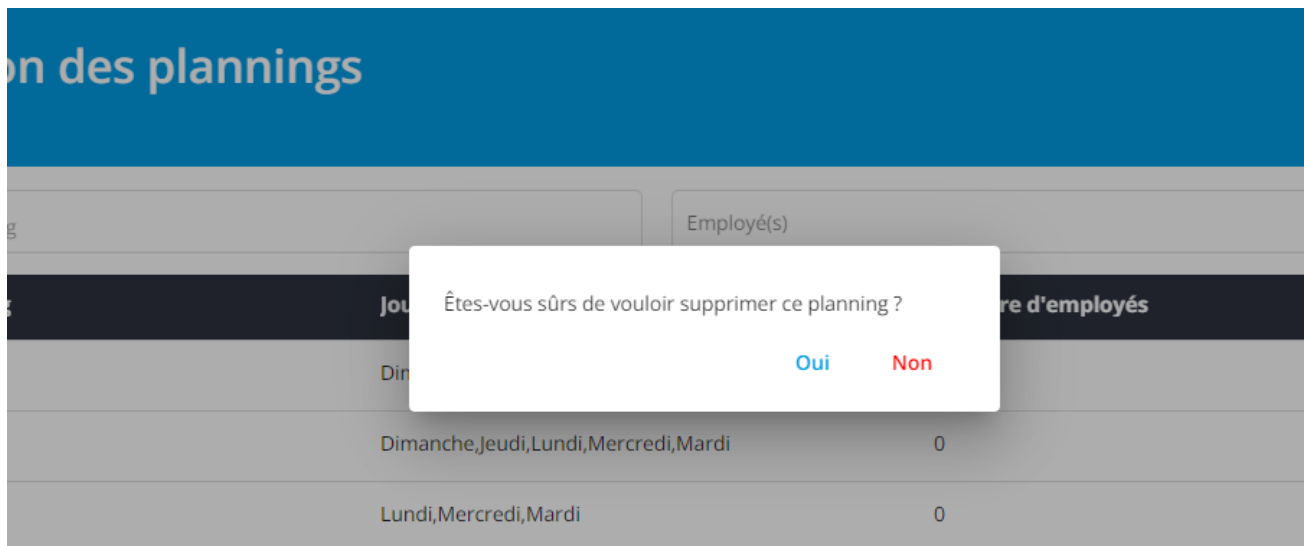 on des plannings
g Employé(s)
Jou re d'employés
Êtes-vous sûrs de vouloir supprimer ce planning ?
Oui Non
Dim
Dimanche,Jeudi,Lundi,Mercredi,Mardi 0
Lundi,Mercredi,Mardi 0